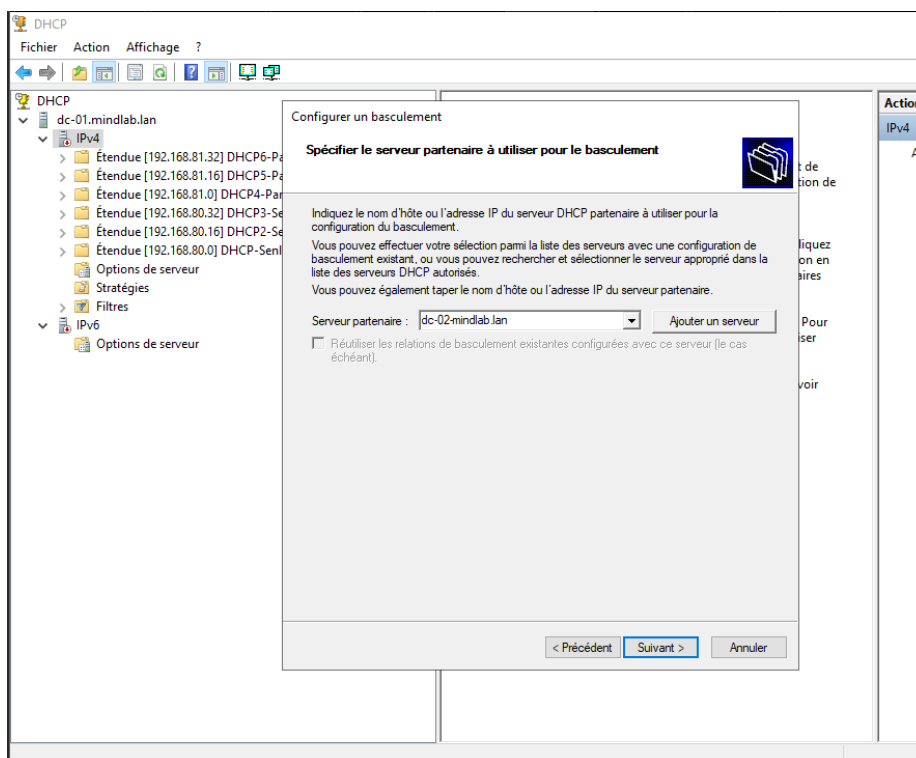 DHCP
Fichier Action Affichage ?
DHCP
dc-01.mindlab.lan
IPv4
Étendue [192.168.81.32] DHCP6-Pa
Étendue [192.168.81.16] DHCP5-Pa
Étendue [192.168.81.0] DHCP4-Par
Étendue [192.168.80.32] DHCP3-Se
Étendue [192.168.80.16] DHCP2-Se
Étendue [192.168.80.0] DHCP-SenI
Options de serveur
Stratégies
Filtres
IPv6
Options de serveur
Configurer un basculement
Spécifier le serveur partenaire à utiliser pour le basculement
Indiquez le nom d'hôte ou l'adresse IP du serveur DHCP partenaire à utiliser pour la
configuration du basculement.
Vous pouvez effectuer votre sélection parmi la liste des serveurs avec une configuration de
basculement existant, ou vous pouvez rechercher et sélectionner le serveur approprié dans la
liste des serveurs DHCP autorisés.
Vous pouvez également taper le nom d'hôte ou l'adresse IP du serveur partenaire.
Serveur partenaire : dc-02-mindlab.lan Ajouter un serveur
Réutiliser les relations de basculement existantes configurées avec ce serveur (le cas
échéant).
< Précédent Suivant > Annuler
t de
tion de
liquez
on en
aires
Pour
iser
voir
Action
IPv4
A